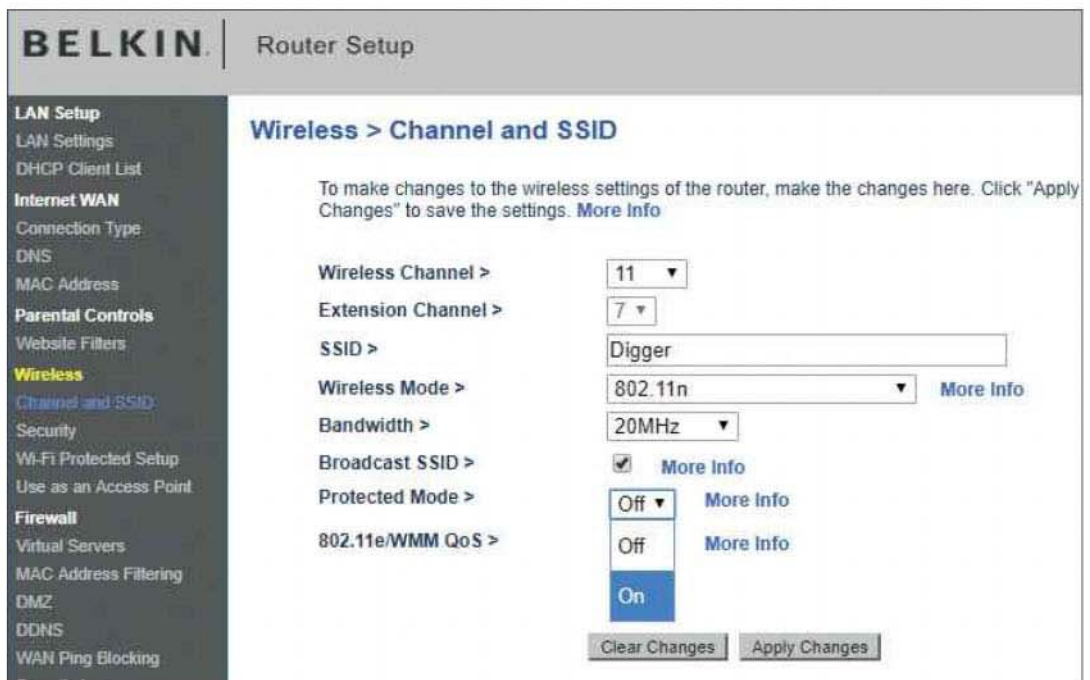 BELKIN.
Router Setup
LAN Setup
LAN Settings
DHCP Client List
Internet WAN
Connection Type
DNS
MAC Address
Parental Controls
Website Filters
Wireless
Channel and SSID
Security
Wi-Fi Protected Setup
Use as an Access Point
Firewall
Virtual Servers
MAC Address Filtering
DMZ
DDNS
WAN Ping Blocking
Wireless > Channel and SSID
To make changes to the wireless settings of the router, make the changes here. Click "Apply
Changes" to save the settings. More Info
Wireless Channel > 11
Extension Channel > 7
SSID > Digger
Wireless Mode > 802.11n More Info
Bandwidth > 20MHz
Broadcast SSID > More Info
Protected Mode > Off More Info
802.11e/WMM QoS > Off More Info
On
Clear Changes Apply Changes